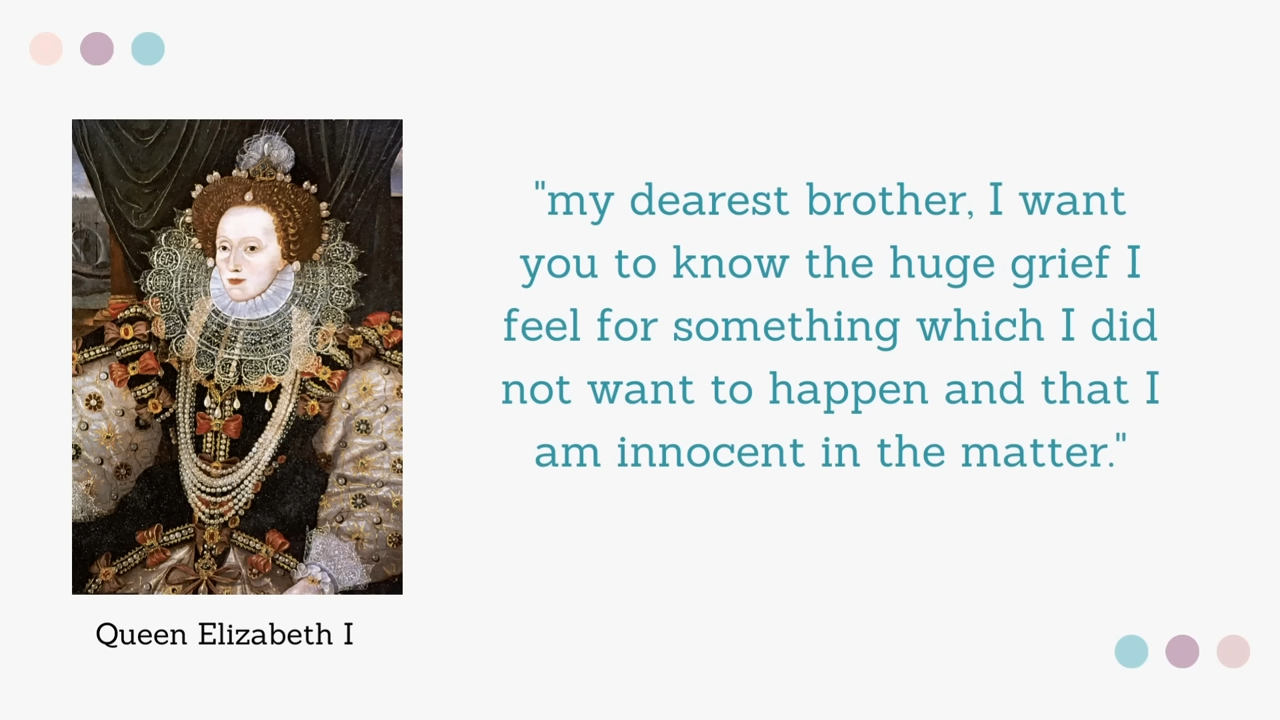 "my dearest brother, I want
you to know the huge grief I
feel for something which I did
not want to happen and that I
am innocent in the matter."
Queen Elizabeth I